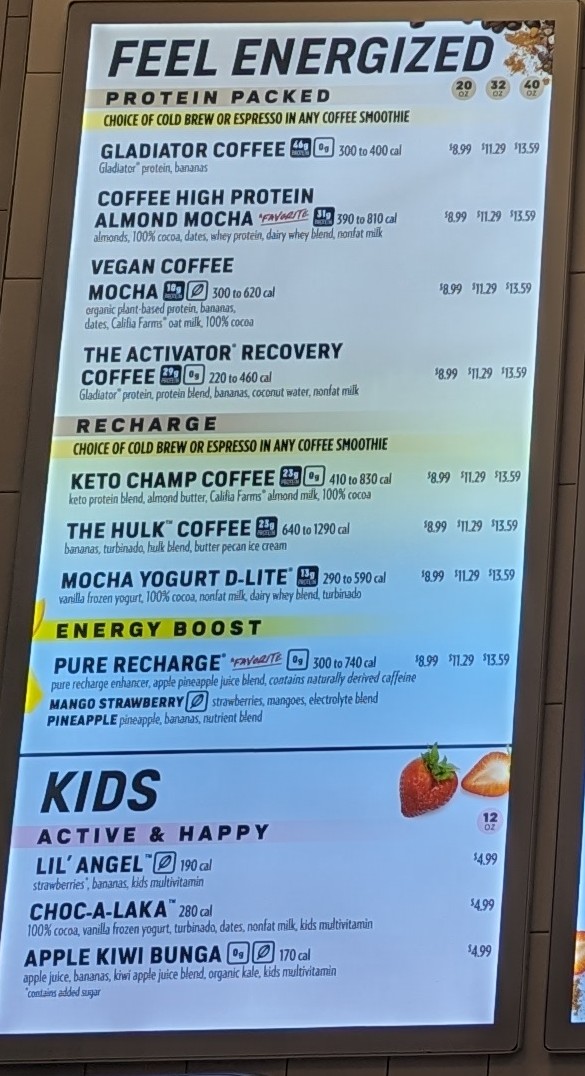 FEEL ENERGIZED
PROTEIN PACKED 20 OZ 32 OZ 40 OZ
CHOICE OF COLD BREW OR ESPRESSO IN ANY COFFEE SMOOTHIE
GLADIATOR COFFEE 46g PROTEIN 0g 300 to 400 cal $8.99 $11.29 $13.59
Gladiator® protein, bananas
COFFEE HIGH PROTEIN
ALMOND MOCHA *FAVORITE 31g PROTEIN 390 to 810 cal $8.99 $11.29 $13.59
almonds, 100% cocoa, dates, whey protein, dairy whey blend, nonfat milk
VEGAN COFFEE
MOCHA 18g PROTEIN 300 to 620 cal $8.99 $11.29 $13.59
organic plant-based protein, bananas,
dates, Califia Farms® oat milk, 100% cocoa
THE ACTIVATOR® RECOVERY
COFFEE 29g PROTEIN 0g 220 to 460 cal $8.99 $11.29 $13.59
Gladiator® protein, protein blend, bananas, coconut water, nonfat milk
RECHARGE
CHOICE OF COLD BREW OR ESPRESSO IN ANY COFFEE SMOOTHIE
KETO CHAMP COFFEE 23g PROTEIN 0g 410 to 830 cal $8.99 $11.29 $13.59
keto protein blend, almond butter, Califia Farms® almond milk, 100% cocoa
THE HULK™ COFFEE 23g PROTEIN 640 to 1290 cal $8.99 $11.29 $13.59
bananas, turbinado, hulk blend, butter pecan ice cream
MOCHA YOGURT D-LITE® 13g PROTEIN 290 to 590 cal $8.99 $11.29 $13.59
vanilla frozen yogurt, 100% cocoa, nonfat milk, dairy whey blend, turbinado
ENERGY BOOST
PURE RECHARGE® *FAVORITE 0g 300 to 740 cal $8.99 $11.29 $13.59
pure recharge enhancer, apple pineapple juice blend, contains naturally derived caffeine
MANGO STRAWBERRY strawberries, mangoes, electrolyte blend
PINEAPPLE pineapple, bananas, nutrient blend
KIDS
ACTIVE & HAPPY 12 OZ
LIL' ANGEL™ 190 cal $4.99
strawberries*, bananas, kids multivitamin
CHOC-A-LAKA™ 280 cal $4.99
100% cocoa, vanilla frozen yogurt, turbinado, dates, nonfat milk, kids multivitamin
APPLE KIWI BUNGA 0g 170 cal $4.99
apple juice, bananas, kiwi apple juice blend, organic kale, kids multivitamin
*contains added sugar